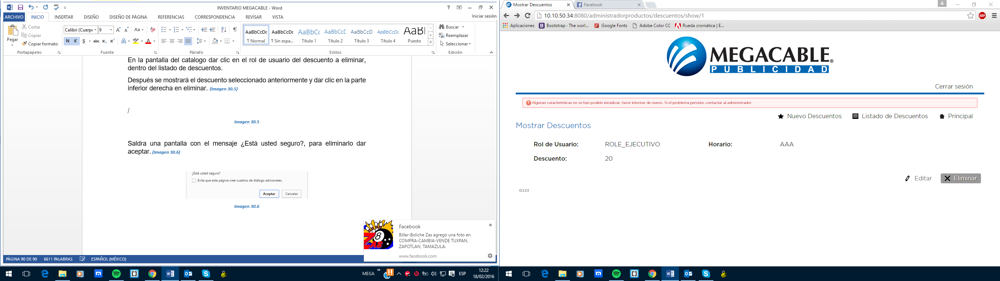 INVENTARIO MEGACABLE - Word
ARCHIVO INICIO INSERTAR DISEÑO DISEÑO DE PÁGINA REFERENCIAS CORRESPONDENCIA REVISAR VISTA
Iniciar sesión
Pegar
Cortar
Copiar
Copiar formato
Portapapeles
Calibri (Cuerpo 9
N K S abc x₂ x²
Fuente
Párrafo
AaBbCcDc AaBbCcDc AaBbCc AaBbCcE AaBbCcD AaBbCcDc AaBl
¶ Normal ¶ Sin espa... Título 1 Título 2 Título 3 Título 4 Puesto
Estilos
Buscar
Reemplazar
Seleccionar
Edición
En la pantalla del catalogo dar clic en el rol de usuario del descuento a eliminar,
dentro del listado de descuentos.
Después se mostrará el descuento seleccionado anteriormente y dar clic en la parte
inferior derecha en eliminar. (Imagen 30.5)
/
Imagen 30.5
Saldra una pantalla con el mensaje ¿Está usted seguro?, para eliminarlo dar
aceptar. (Imagen 30.6)
¿Está usted seguro?
Evita que esta página cree cuadros de diálogo adicionales.
Aceptar Cancelar
Imagen 30.6
Facebook
Billar-Boliche Zas agregó una foto en
COMPRA-CAMBIA-VENDE TUXPAN,
ZAPOTLAN, TAMAZULA.
www.facebook.com
8
ZAS
PÁGINA 90 DE 90 6611 PALABRAS ESPAÑOL (MÉXICO)
MEGA
ESP
12:22
18/02/2016
Mostrar Descuentos
Facebook
10.10.50.34:8080/administradorproductos/descuentos/show/1
ABP
Aplicaciones Bootstrap · The worl... Google Fonts Adobe Color CC Rueda cromática | E...
MEGACABLE®
PUBLICIDAD
Cerrar sesión
Algunas características no se han podido inicializar, favor intentar de nuevo. Si el problema persiste, contactar al administrador.
Nuevo Descuentos Listado de Descuentos Principal
Mostrar Descuentos
Rol de Usuario: ROLE_EJECUTIVO Horario: AAA
Descuento: 20
Editar Eliminar
0.1.23